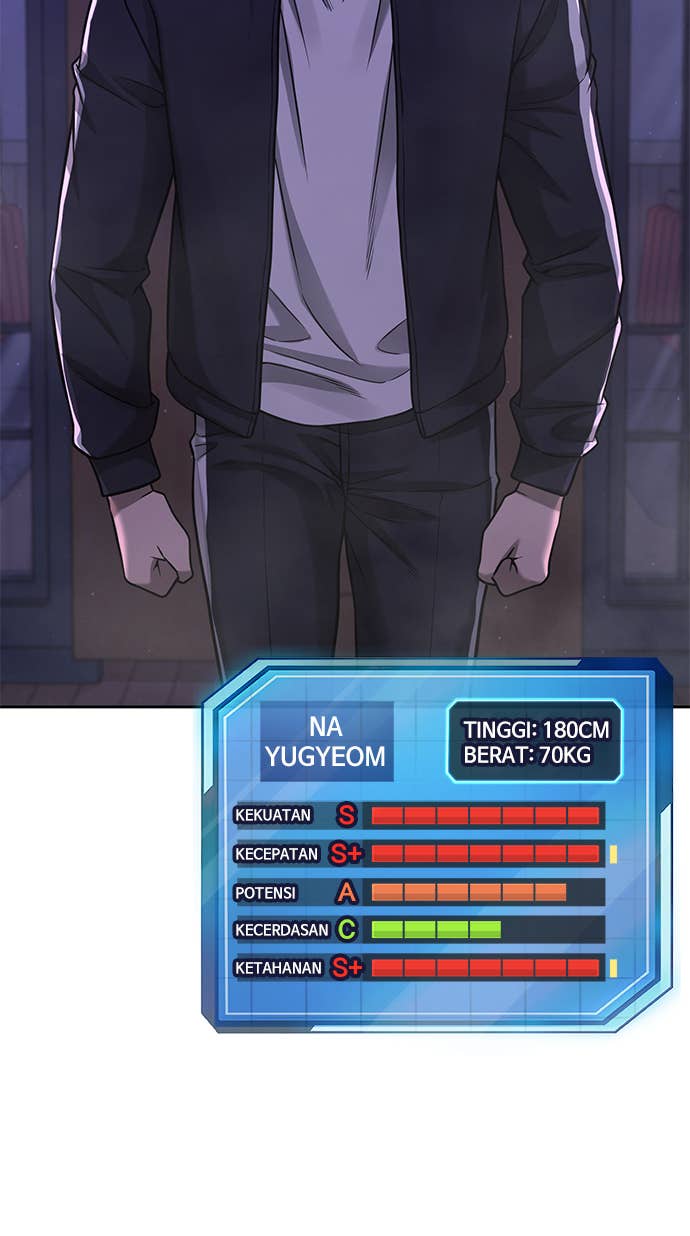 NA
YUGYEOM
TINGGI: 180CM
BERAT: 70KG
KEKUATAN S
KECEPATAN S+
POTENSI A
KECERDASAN C
KETAHANAN S+